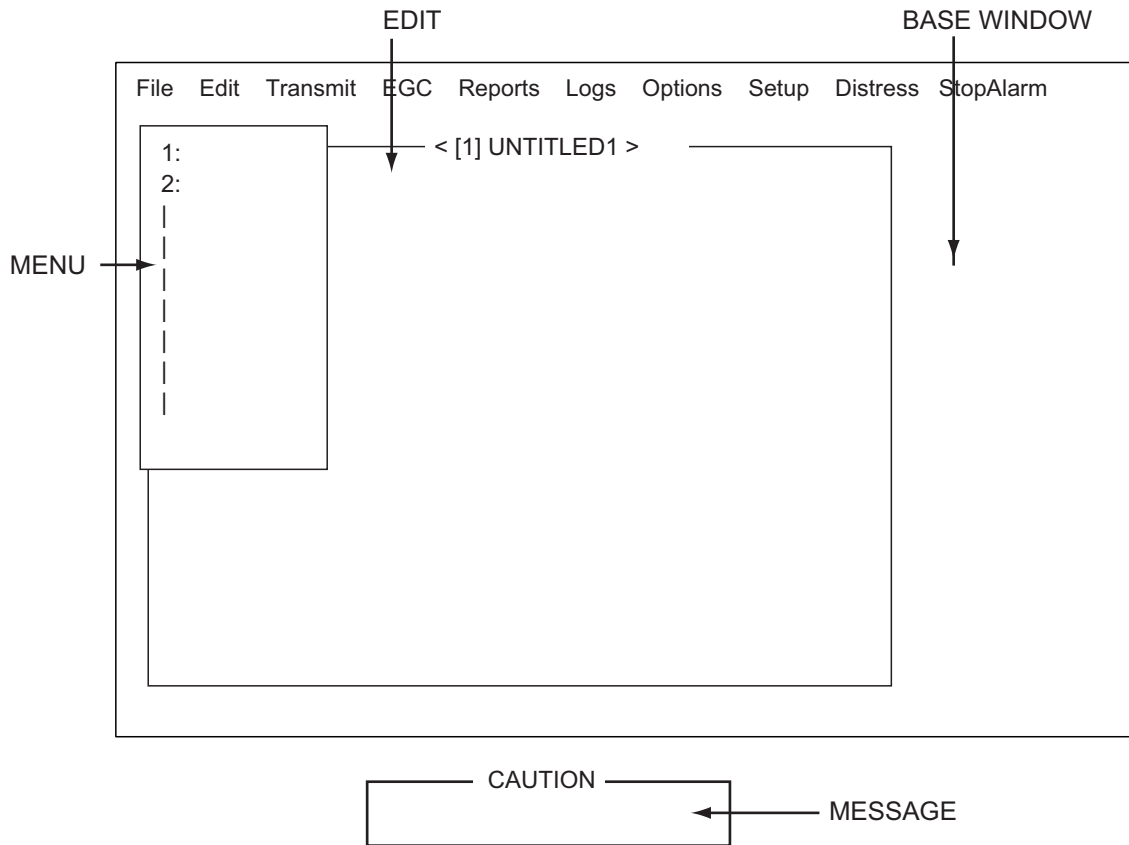 EDIT BASE WINDOW
File Edit Transmit EGC Reports Logs Options Setup Distress StopAlarm
< [1] UNTITLED1 >
1:
2:
MENU
CAUTION
MESSAGE